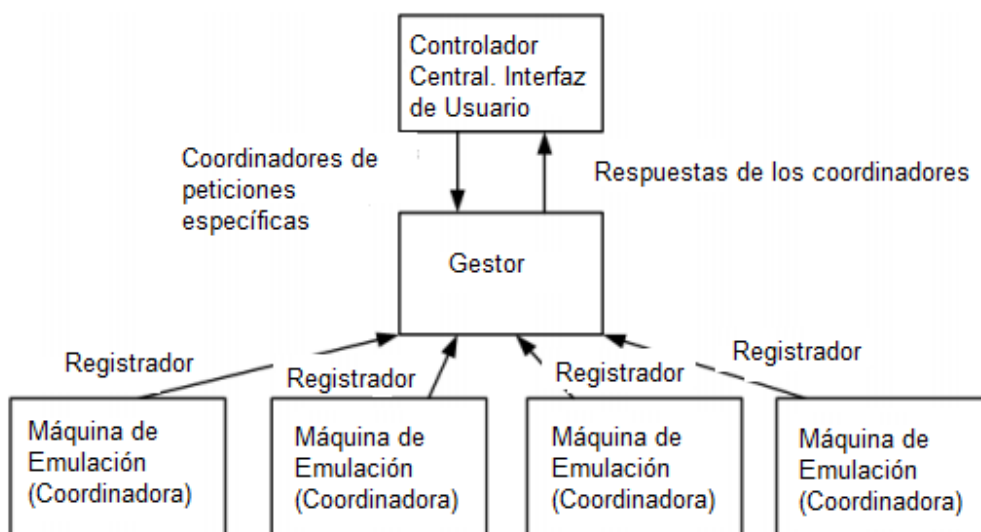 Controlador
Central. Interfaz
de Usuario
Coordinadores de
peticiones
específicas
Respuestas de los coordinadores
Gestor
Registrador
Registrador
Registrador
Registrador
Máquina de
Emulación
(Coordinadora)
Máquina de
Emulación
(Coordinadora)
Máquina de
Emulación
(Coordinadora)
Máquina de
Emulación
(Coordinadora)